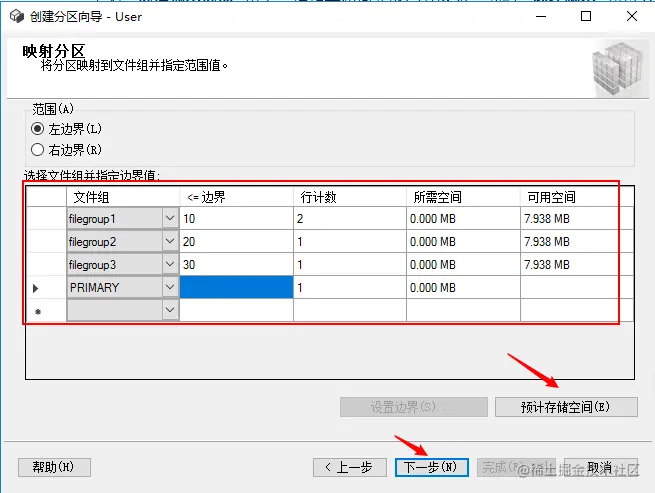 创建分区向导 - User
映射分区
将分区映射到文件组并指定范围值。
范围(A)
左边界(L)
右边界(R)
选择文件组并指定边界值:
文件组 <= 边界 行计数 所需空间 可用空间
filegroup1 10 2 0.000 MB 7.938 MB
filegroup2 20 1 0.000 MB 7.938 MB
filegroup3 30 1 0.000 MB 7.938 MB
PRIMARY 1 0.000 MB
设置边界(S)... 预计存储空间(E)
帮助(H) < 上一步 下一步(N) 完成(F) 取消
@稀土掘金技术社区